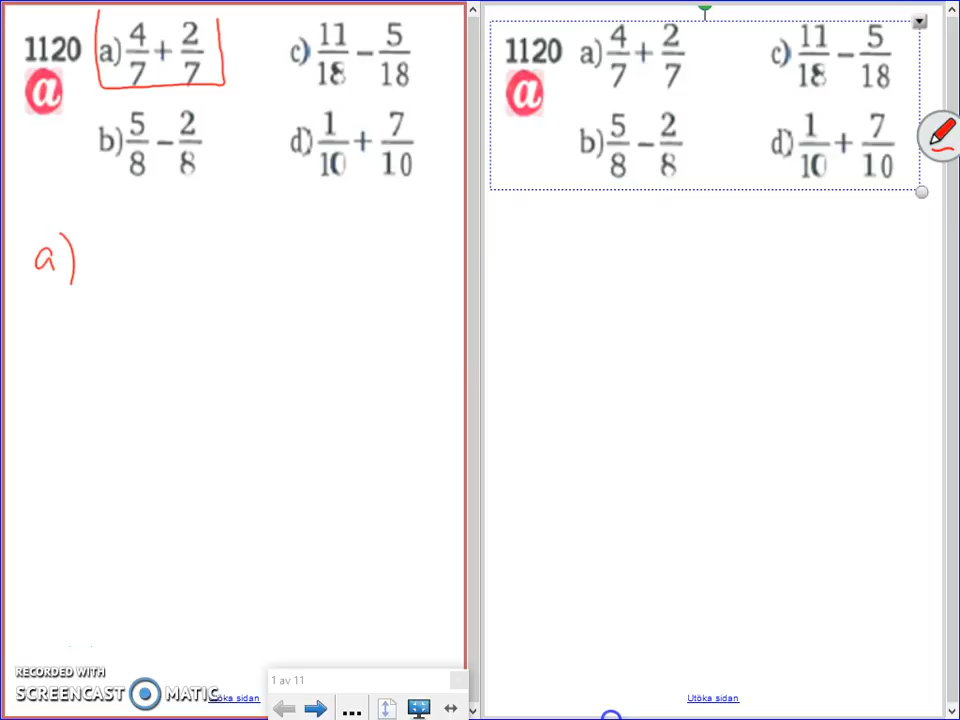 1120 a) 4/7 + 2/7 c) 11/18 − 5/18
a
b) 5/8 − 2/8 d) 1/10 + 7/10
a)
RECORDED WITH
SCREENCAST MATIC
Utöka sidan
1 av 11
...
1120 a) 4/7 + 2/7 c) 11/18 − 5/18
a
b) 5/8 − 2/8 d) 1/10 + 7/10
Utöka sidan